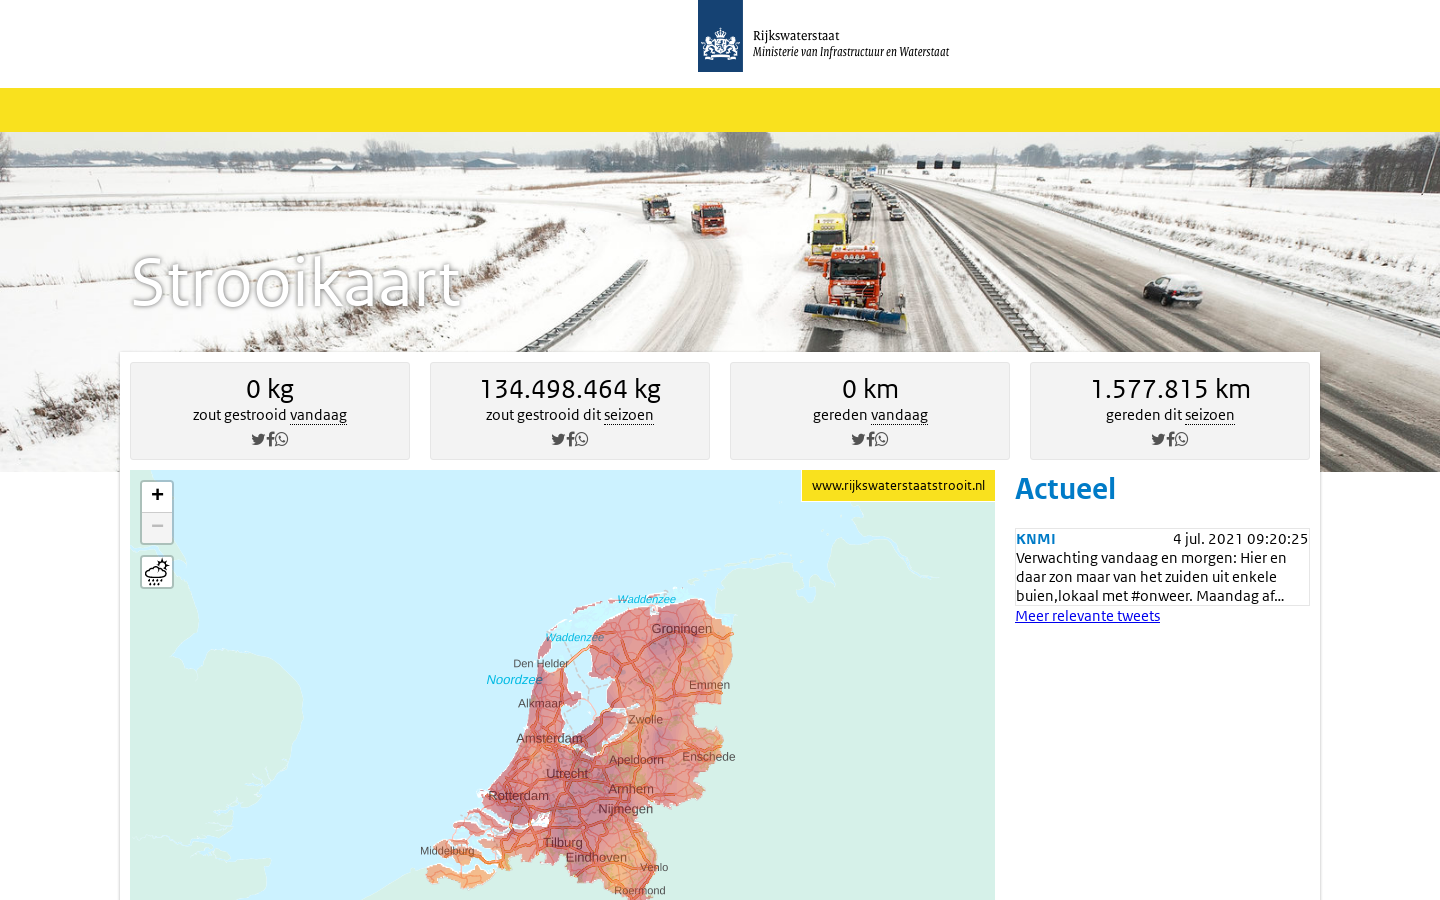 Rijkswaterstaat
Ministerie van Infrastructuur en Waterstaat
Strooikaart
0 kg
zout gestrooid vandaag
134.498.464 kg
zout gestrooid dit seizoen
0 km
gereden vandaag
1.577.815 km
gereden dit seizoen
+
−
www.rijkswaterstaatstrooit.nl
Waddenzee
Groningen
Waddenzee
Den Helder
Noordzee
Emmen
Alkmaar
Zwolle
Amsterdam
Enschede
Apeldoorn
Utrecht
Arnhem
Rotterdam
Nijmegen
Tilburg
Middelburg
Eindhoven
Venlo
Roermond
Actueel
KNMI 4 jul. 2021 09:20:25
Verwachting vandaag en morgen: Hier en
daar zon maar van het zuiden uit enkele
buien,lokaal met #onweer. Maandag af...
Meer relevante tweets